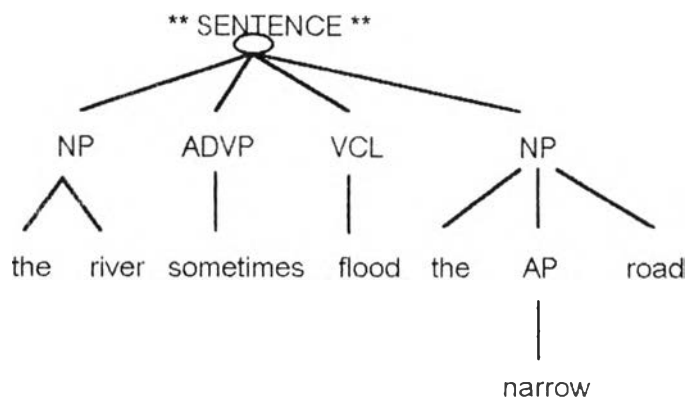 ** SENTENCE **
NP ADVP VCL NP
the river sometimes flood the AP road
narrow